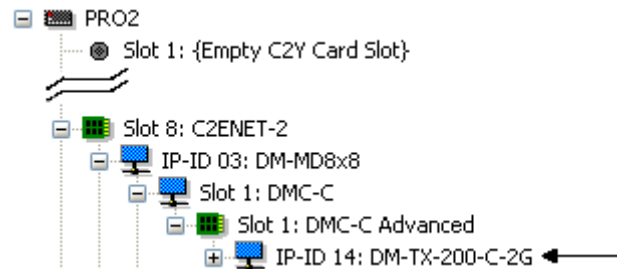 PRO2
Slot 1: {Empty C2Y Card Slot}
Slot 8: C2ENET-2
IP-ID 03: DM-MD8x8
Slot 1: DMC-C
Slot 1: DMC-C Advanced
IP-ID 14: DM-TX-200-C-2G